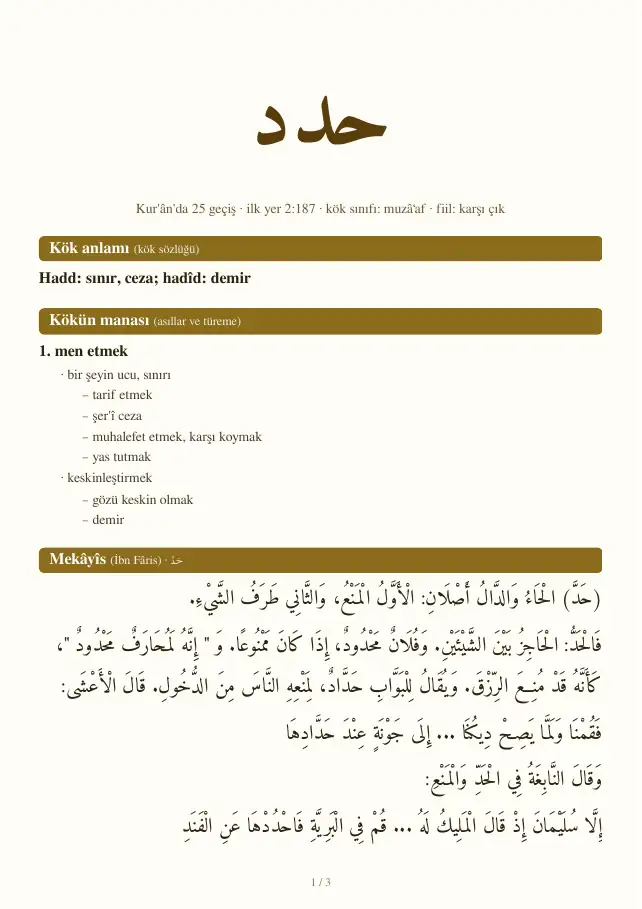 حدد
Kur'ân'da 25 geçiş · ilk yer 2:187 · kök sınıfı: muzâ'af · fiil: karşı çık
Kök anlamı (kök sözlüğü)
Hadd: sınır, ceza; hadîd: demir
Kökün manası (asıllar ve türeme)
1. men etmek
· bir şeyin ucu, sınırı
– tarif etmek
– şer'î ceza
– muhalefet etmek, karşı koymak
– yas tutmak
· keskinleştirmek
– gözü keskin olmak
– demir
Mekâyîs (İbn Fâris) · حَدَّ
(حَدَّ) الْحَاءُ وَالدَّالُ أَصْلَانِ: الْأَوَّلُ الْمَنْعُ، وَالثَّانِي طَرَفُ الشَّيْءِ.
فَالْحَدُّ: الْحَاجِزُ بَيْنَ الشَّيْئَيْنِ. وَفُلَانٌ مَحْدُودٌ، إِذَا كَانَ مَمْنُوعًا. وَ " إِنَّهُ لَمُحَارَفٌ مَحْدُودٌ "،
كَأَنَّهُ قَدْ مُنِعَ الرِّزْقَ. وَيُقَالُ لِلْبَوَّابِ حَدَّادٌ، لِمَنْعِهِ النَّاسَ مِنَ الدُّخُولِ. قَالَ الْأَعْشَى:
فَقُمْنَا وَلَمَّا يَصِحْ دِيكُنَا ... إِلَى جَوْنَةٍ عِنْدَ حَدَّادِهَا
وَقَالَ النَّابِغَةُ فِي الْحَدِّ وَالْمَنْعِ:
إِلَّا سُلَيْمَانَ إِذْ قَالَ الْمَلِيكُ لَهُ ... قُمْ فِي الْبَرِيَّةِ فَاحْدُدْهَا عَنِ الْفَنَدِ
1 / 3